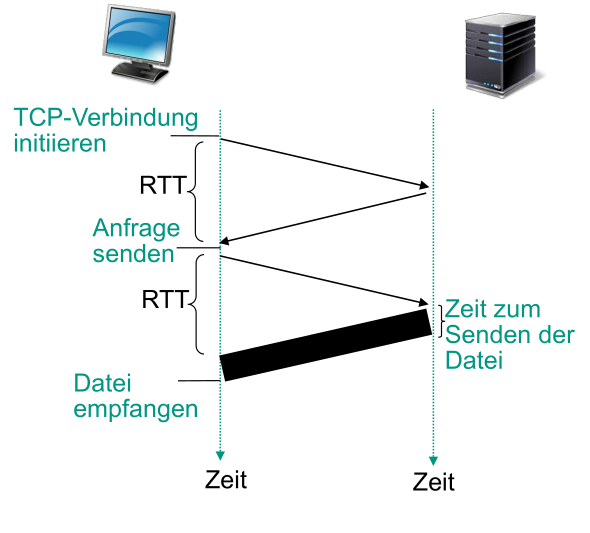 TCP-Verbindung
initiieren
RTT
Anfrage
senden
RTT
Zeit zum
Senden der
Datei
Datei
empfangen
Zeit
Zeit